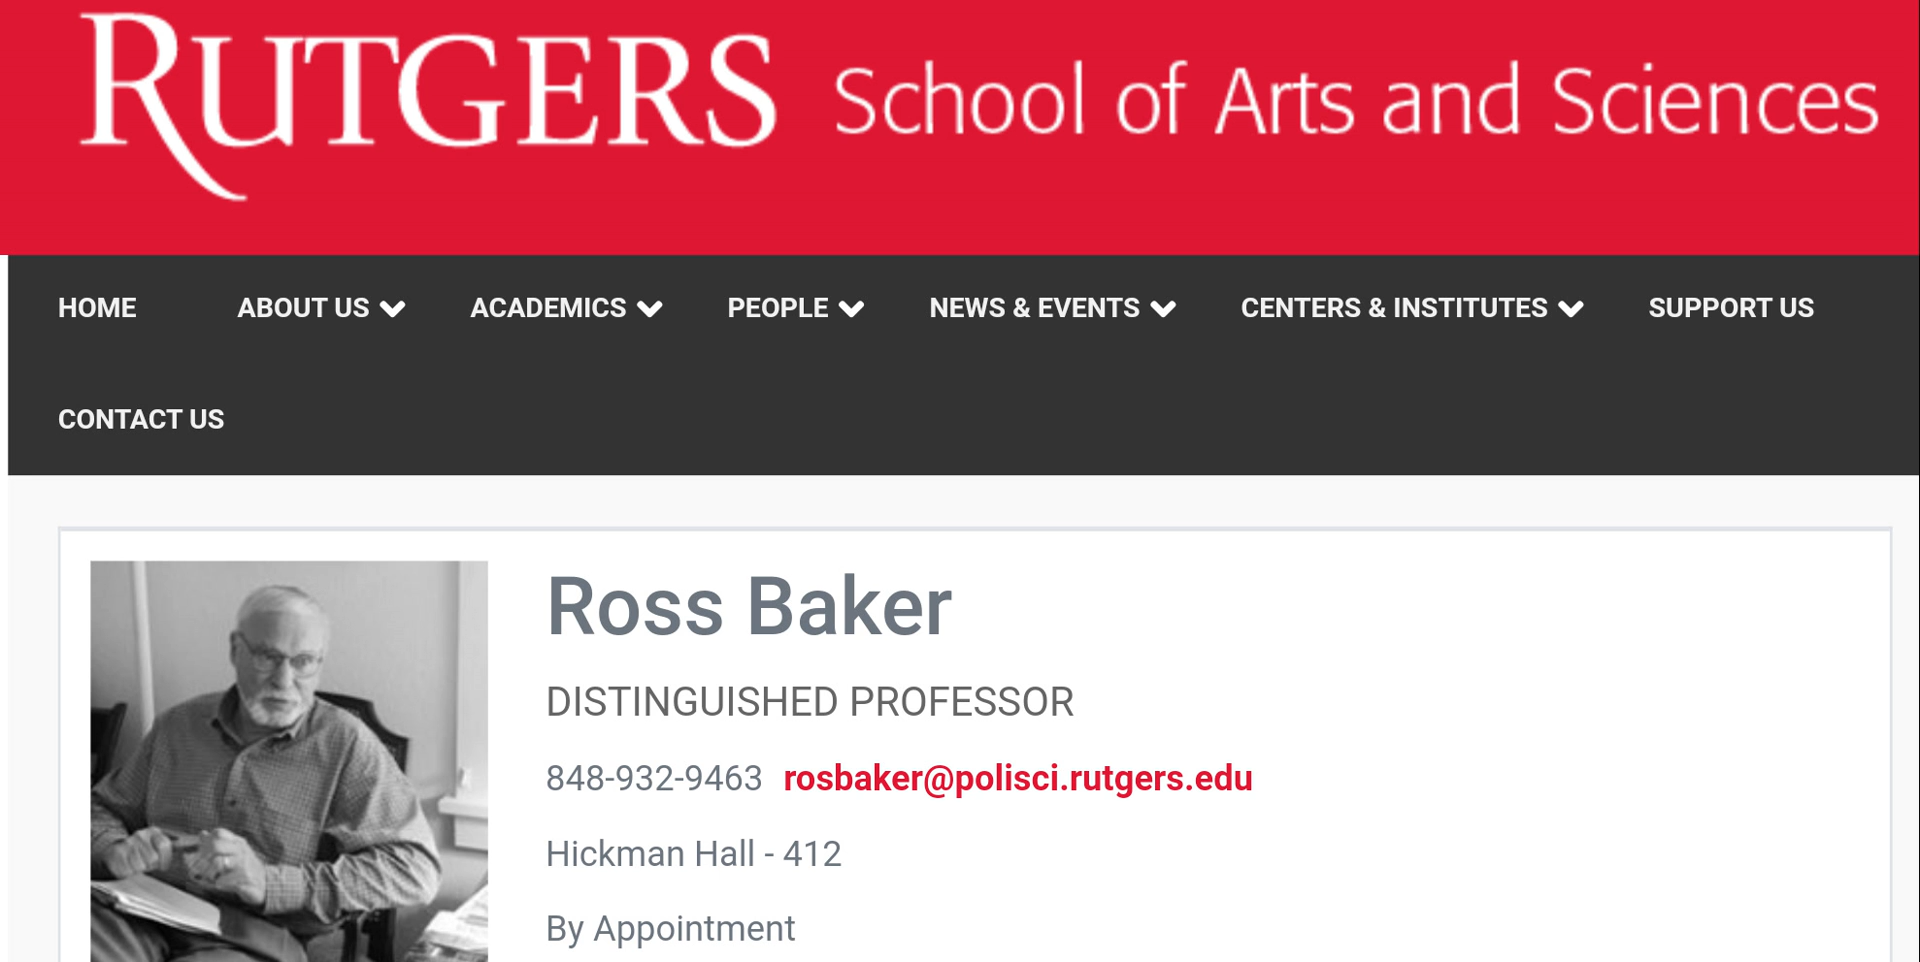 RUTGERS School of Arts and Sciences
HOME ABOUT US ACADEMICS PEOPLE NEWS & EVENTS CENTERS & INSTITUTES SUPPORT US
CONTACT US
Ross Baker
DISTINGUISHED PROFESSOR
848-932-9463 rosbaker@polisci.rutgers.edu
Hickman Hall - 412
By Appointment